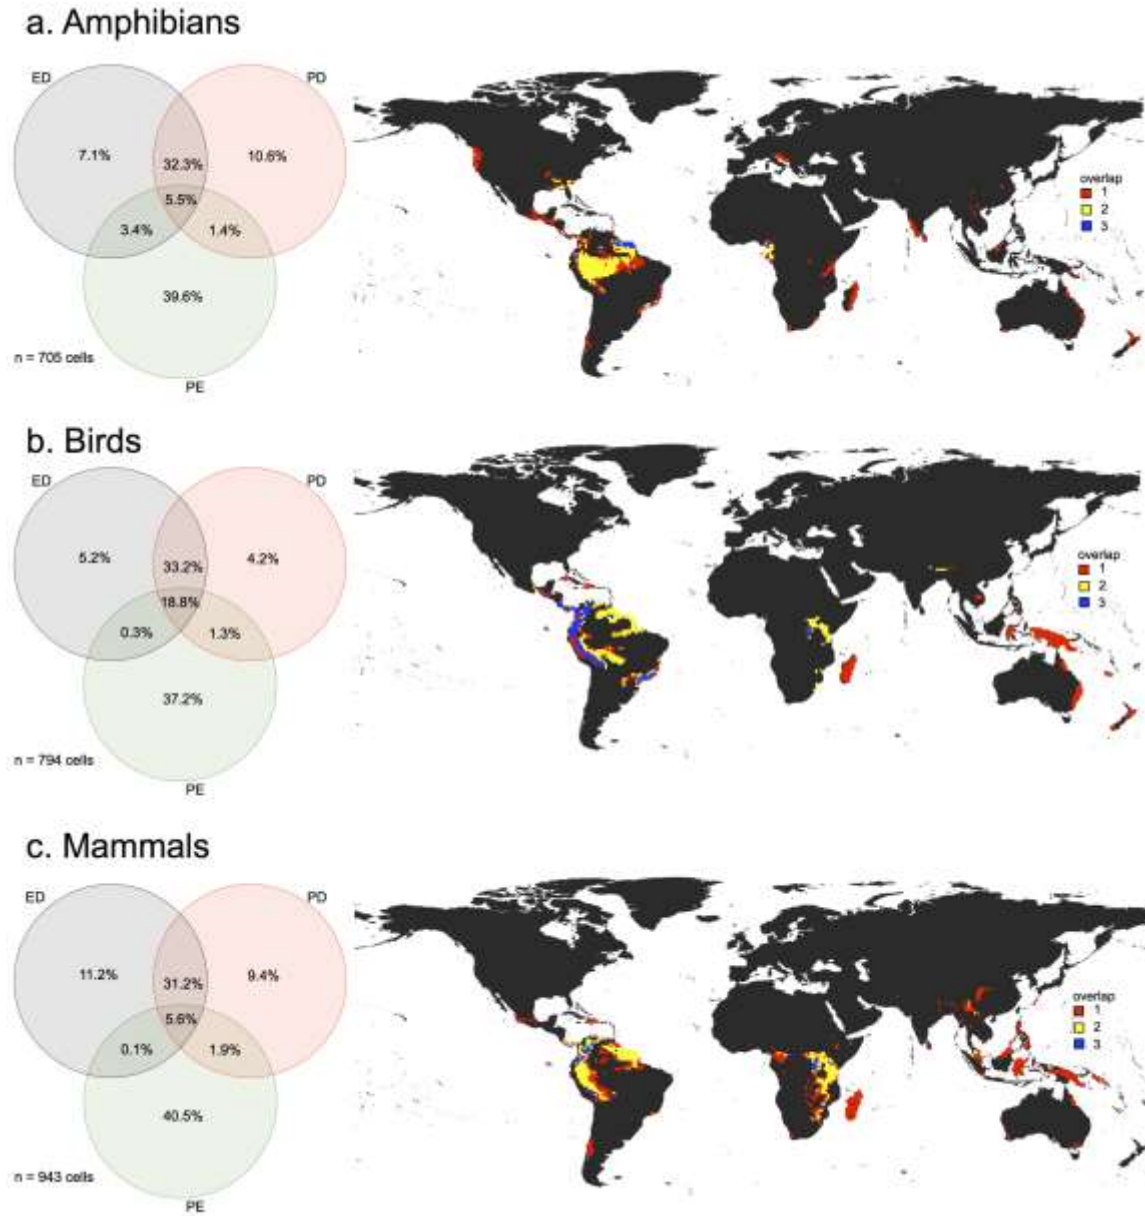 a. Amphibians
ED
PD
7.1%
32.3%
10.6%
5.5%
3.4%
1.4%
39.6%
n = 705 cells
PE
overlap
1
2
3
b. Birds
ED
PD
5.2%
33.2%
4.2%
18.8%
0.3%
1.3%
37.2%
n = 794 cells
PE
overlap
1
2
3
c. Mammals
ED
PD
11.2%
31.2%
9.4%
5.6%
0.1%
1.9%
40.5%
n = 943 cells
PE
overlap
1
2
3